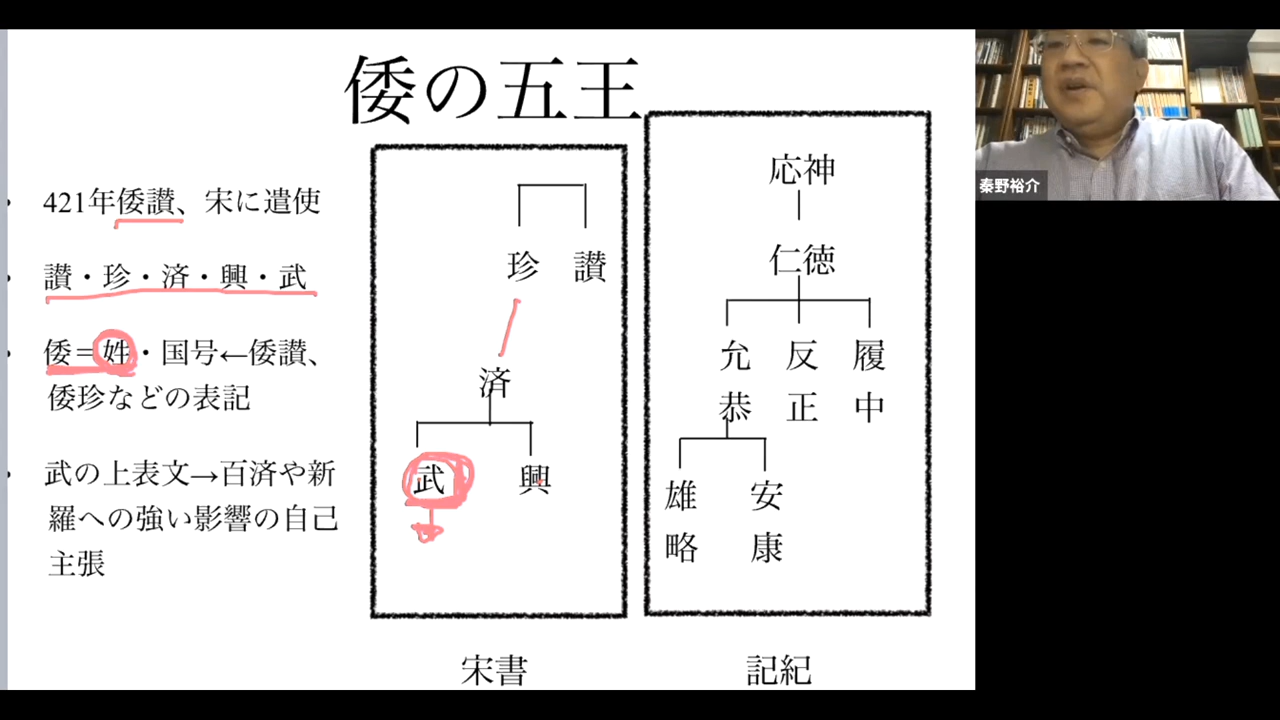 倭の五王
421年倭讃、宋に遣使
讃・珍・済・興・武
倭=姓・国号←倭讃、
倭珍などの表記
武の上表文→百済や新
羅への強い影響の自己
主張
珍 讃
済
武 興
宋書
応神
仁徳
允恭 反正 履中
雄略 安康
記紀
秦野裕介